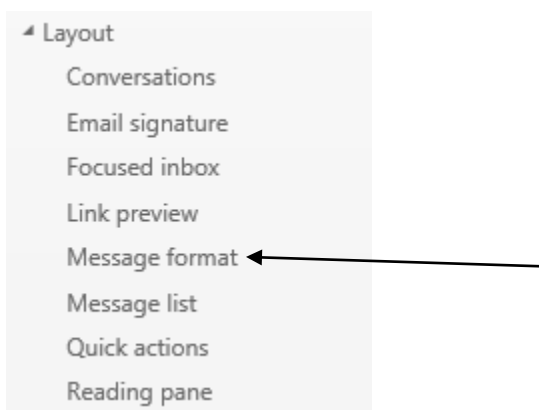 Layout
Conversations
Email signature
Focused inbox
Link preview
Message format
Message list
Quick actions
Reading pane